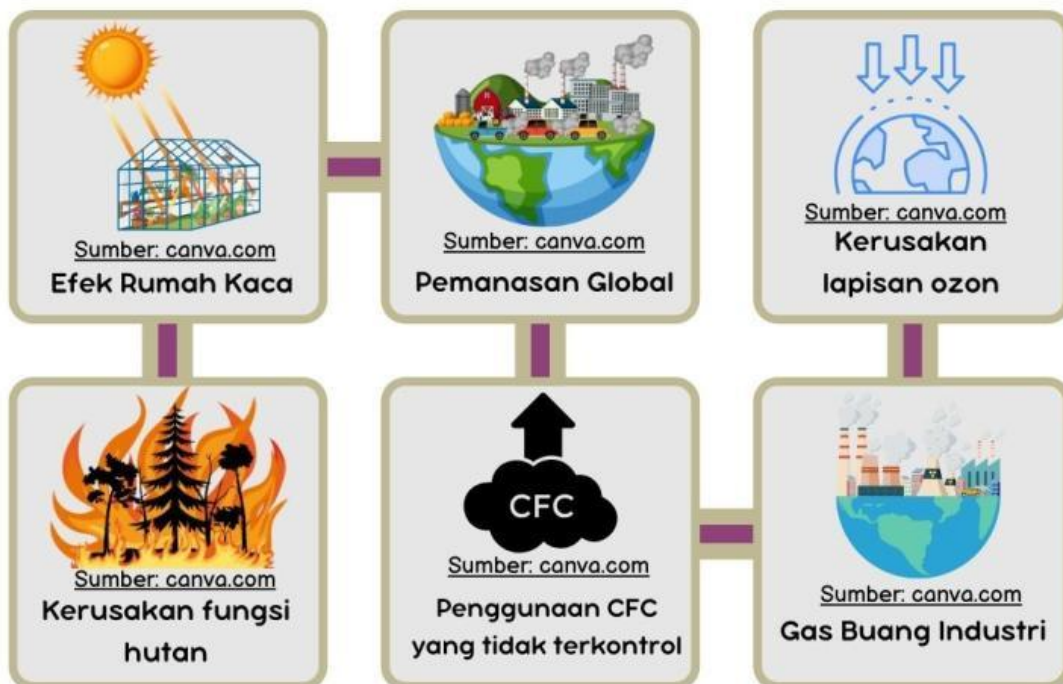 Sumber: canva.com
Efek Rumah Kaca
Sumber: canva.com
Pemanasan Global
Sumber: canva.com
Kerusakan
lapisan ozon
Sumber: canva.com
Kerusakan fungsi
hutan
CFC
Sumber: canva.com
Penggunaan CFC
yang tidak terkontrol
Sumber: canva.com
Gas Buang Industri